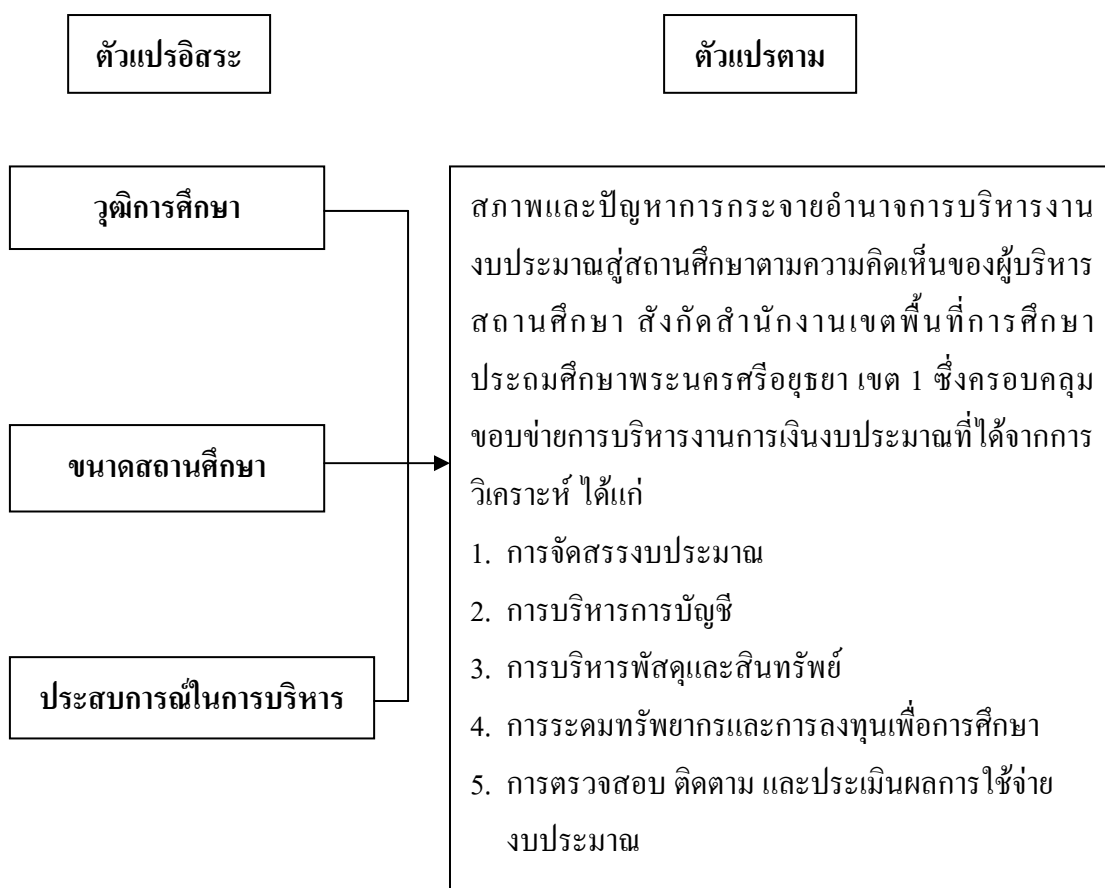 ตัวแปรอิสระ
ตัวแปรตาม
วุฒิการศึกษา
ขนาดสถานศึกษา
ประสบการณ์ในการบริหาร
สภาพและปัญหาการกระจายอำนาจการบริหารงาน
งบประมาณสู่สถานศึกษาตามความคิดเห็นของผู้บริหาร
สถานศึกษา สังกัดสำนักงานเขตพื้นที่การศึกษา
ประถมศึกษาพระนครศรีอยุธยา เขต 1 ซึ่งครอบคลุม
ขอบข่ายการบริหารงานการเงินงบประมาณที่ได้จากการ
วิเคราะห์ ได้แก่
1. การจัดสรรงบประมาณ
2. การบริหารการบัญชี
3. การบริหารพัสดุและสินทรัพย์
4. การระดมทรัพยากรและการลงทุนเพื่อการศึกษา
5. การตรวจสอบ ติดตาม และประเมินผลการใช้จ่าย
งบประมาณ